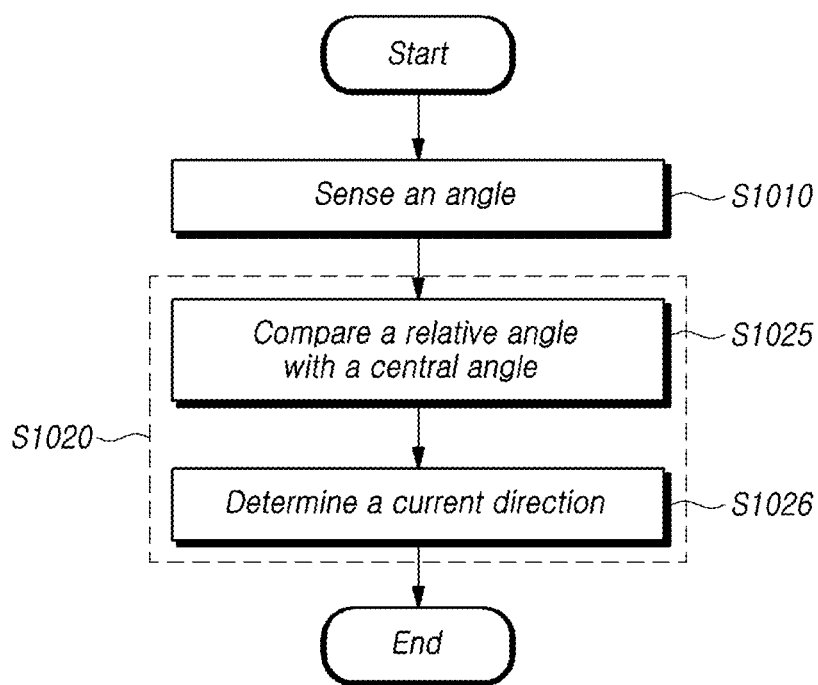 Start
Sense an angle
S1010
Compare a relative angle
with a central angle
S1025
S1020
Determine a current direction
S1026
End